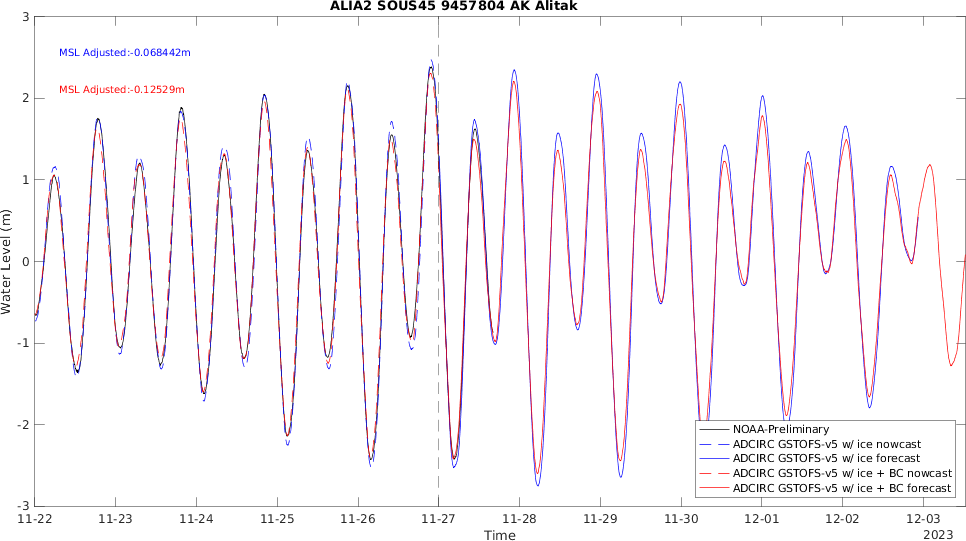 ALIA2 SOUS45 9457804 AK Alitak
MSL Adjusted:-0.068442m
MSL Adjusted:-0.12529m
Water Level (m)
3
2
1
0
-1
-2
-3
NOAA-Preliminary
ADCIRC GSTOFS-v5 w/ ice nowcast
ADCIRC GSTOFS-v5 w/ ice forecast
ADCIRC GSTOFS-v5 w/ ice + BC nowcast
ADCIRC GSTOFS-v5 w/ ice + BC forecast
11-22 11-23 11-24 11-25 11-26 11-27 11-28 11-29 11-30 12-01 12-02 12-03
Time
2023